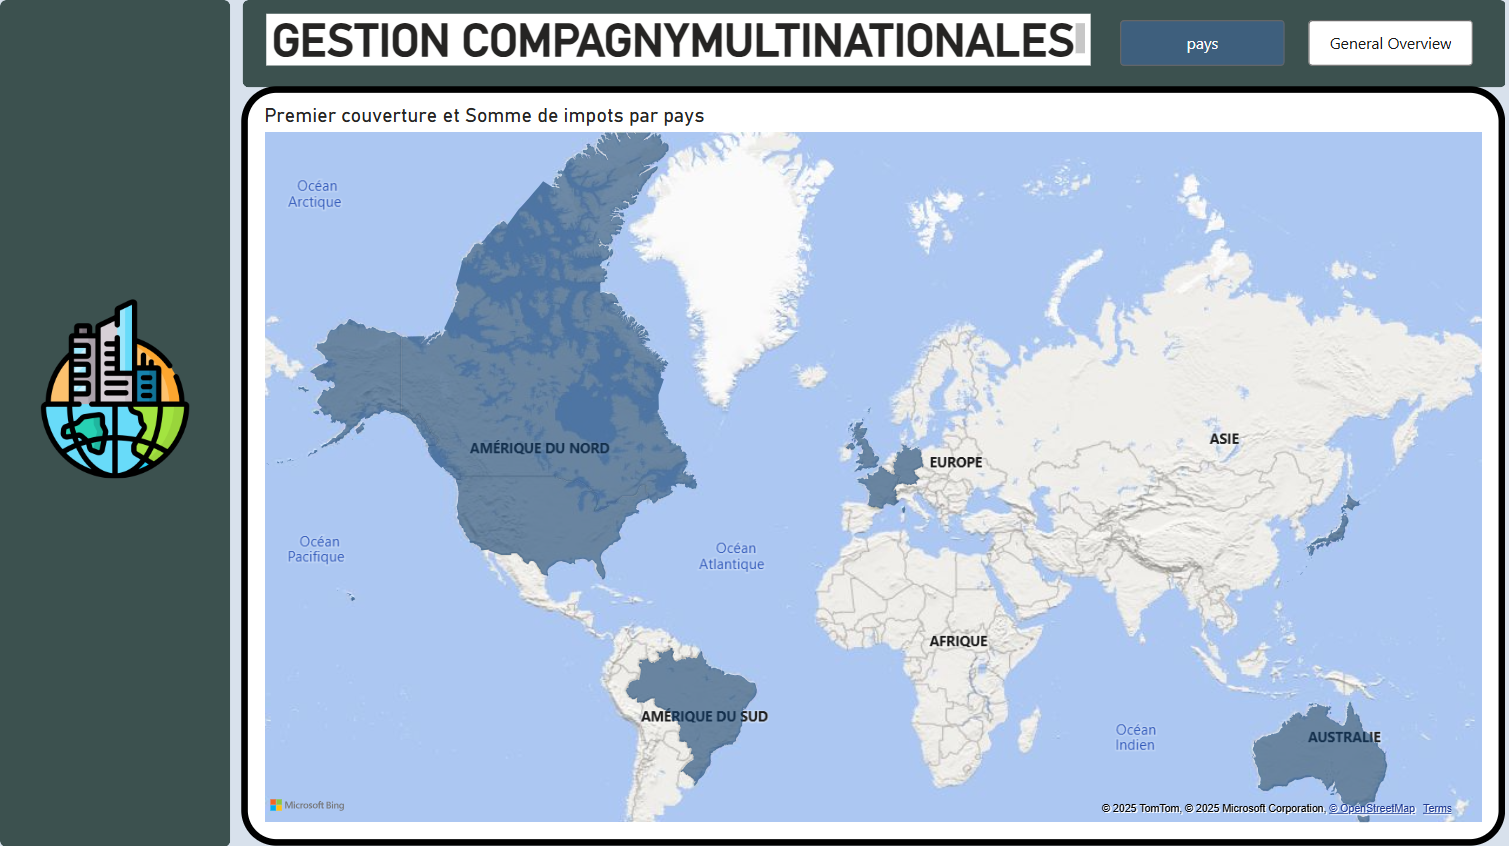 GESTION COMPAGNYMULTINATIONALES
pays
General Overview
Premier couverture et Somme de impots par pays
Océan
Arctique
AMÉRIQUE DU NORD
ASIE
EUROPE
Océan
Pacifique
Océan
Atlantique
AFRIQUE
AMÉRIQUE DU SUD
Océan
Indien
AUSTRALIE
Microsoft Bing
© 2025 TomTom, © 2025 Microsoft Corporation, © OpenStreetMap Terms